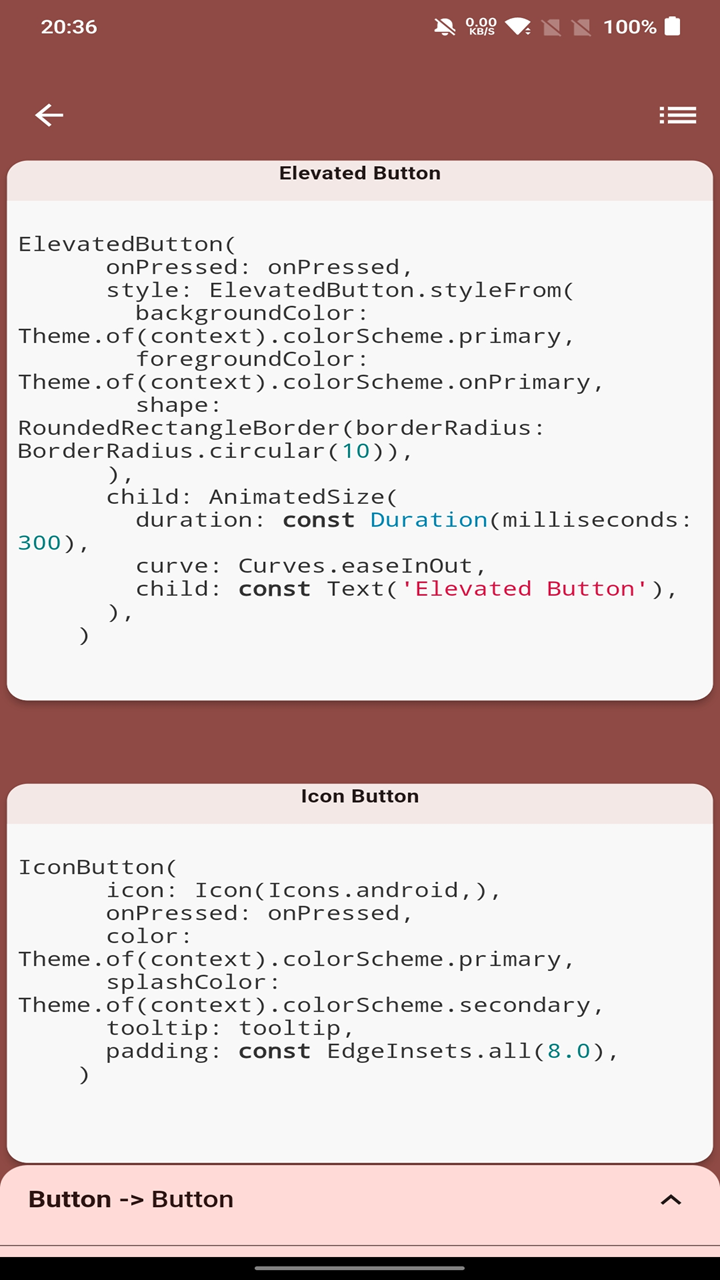 20:36
0.00
KB/S
100%
Elevated Button
ElevatedButton(
      onPressed: onPressed,
      style: ElevatedButton.styleFrom(
        backgroundColor:
Theme.of(context).colorScheme.primary,
        foregroundColor:
Theme.of(context).colorScheme.onPrimary,
        shape:
RoundedRectangleBorder(borderRadius:
BorderRadius.circular(10)),
      ),
      child: AnimatedSize(
        duration: const Duration(milliseconds:
300),
        curve: Curves.easeInOut,
        child: const Text('Elevated Button'),
      ),
    )
Icon Button
IconButton(
      icon: Icon(Icons.android,),
      onPressed: onPressed,
      color:
Theme.of(context).colorScheme.primary,
      splashColor:
Theme.of(context).colorScheme.secondary,
      tooltip: tooltip,
      padding: const EdgeInsets.all(8.0),
    )
Button -> Button